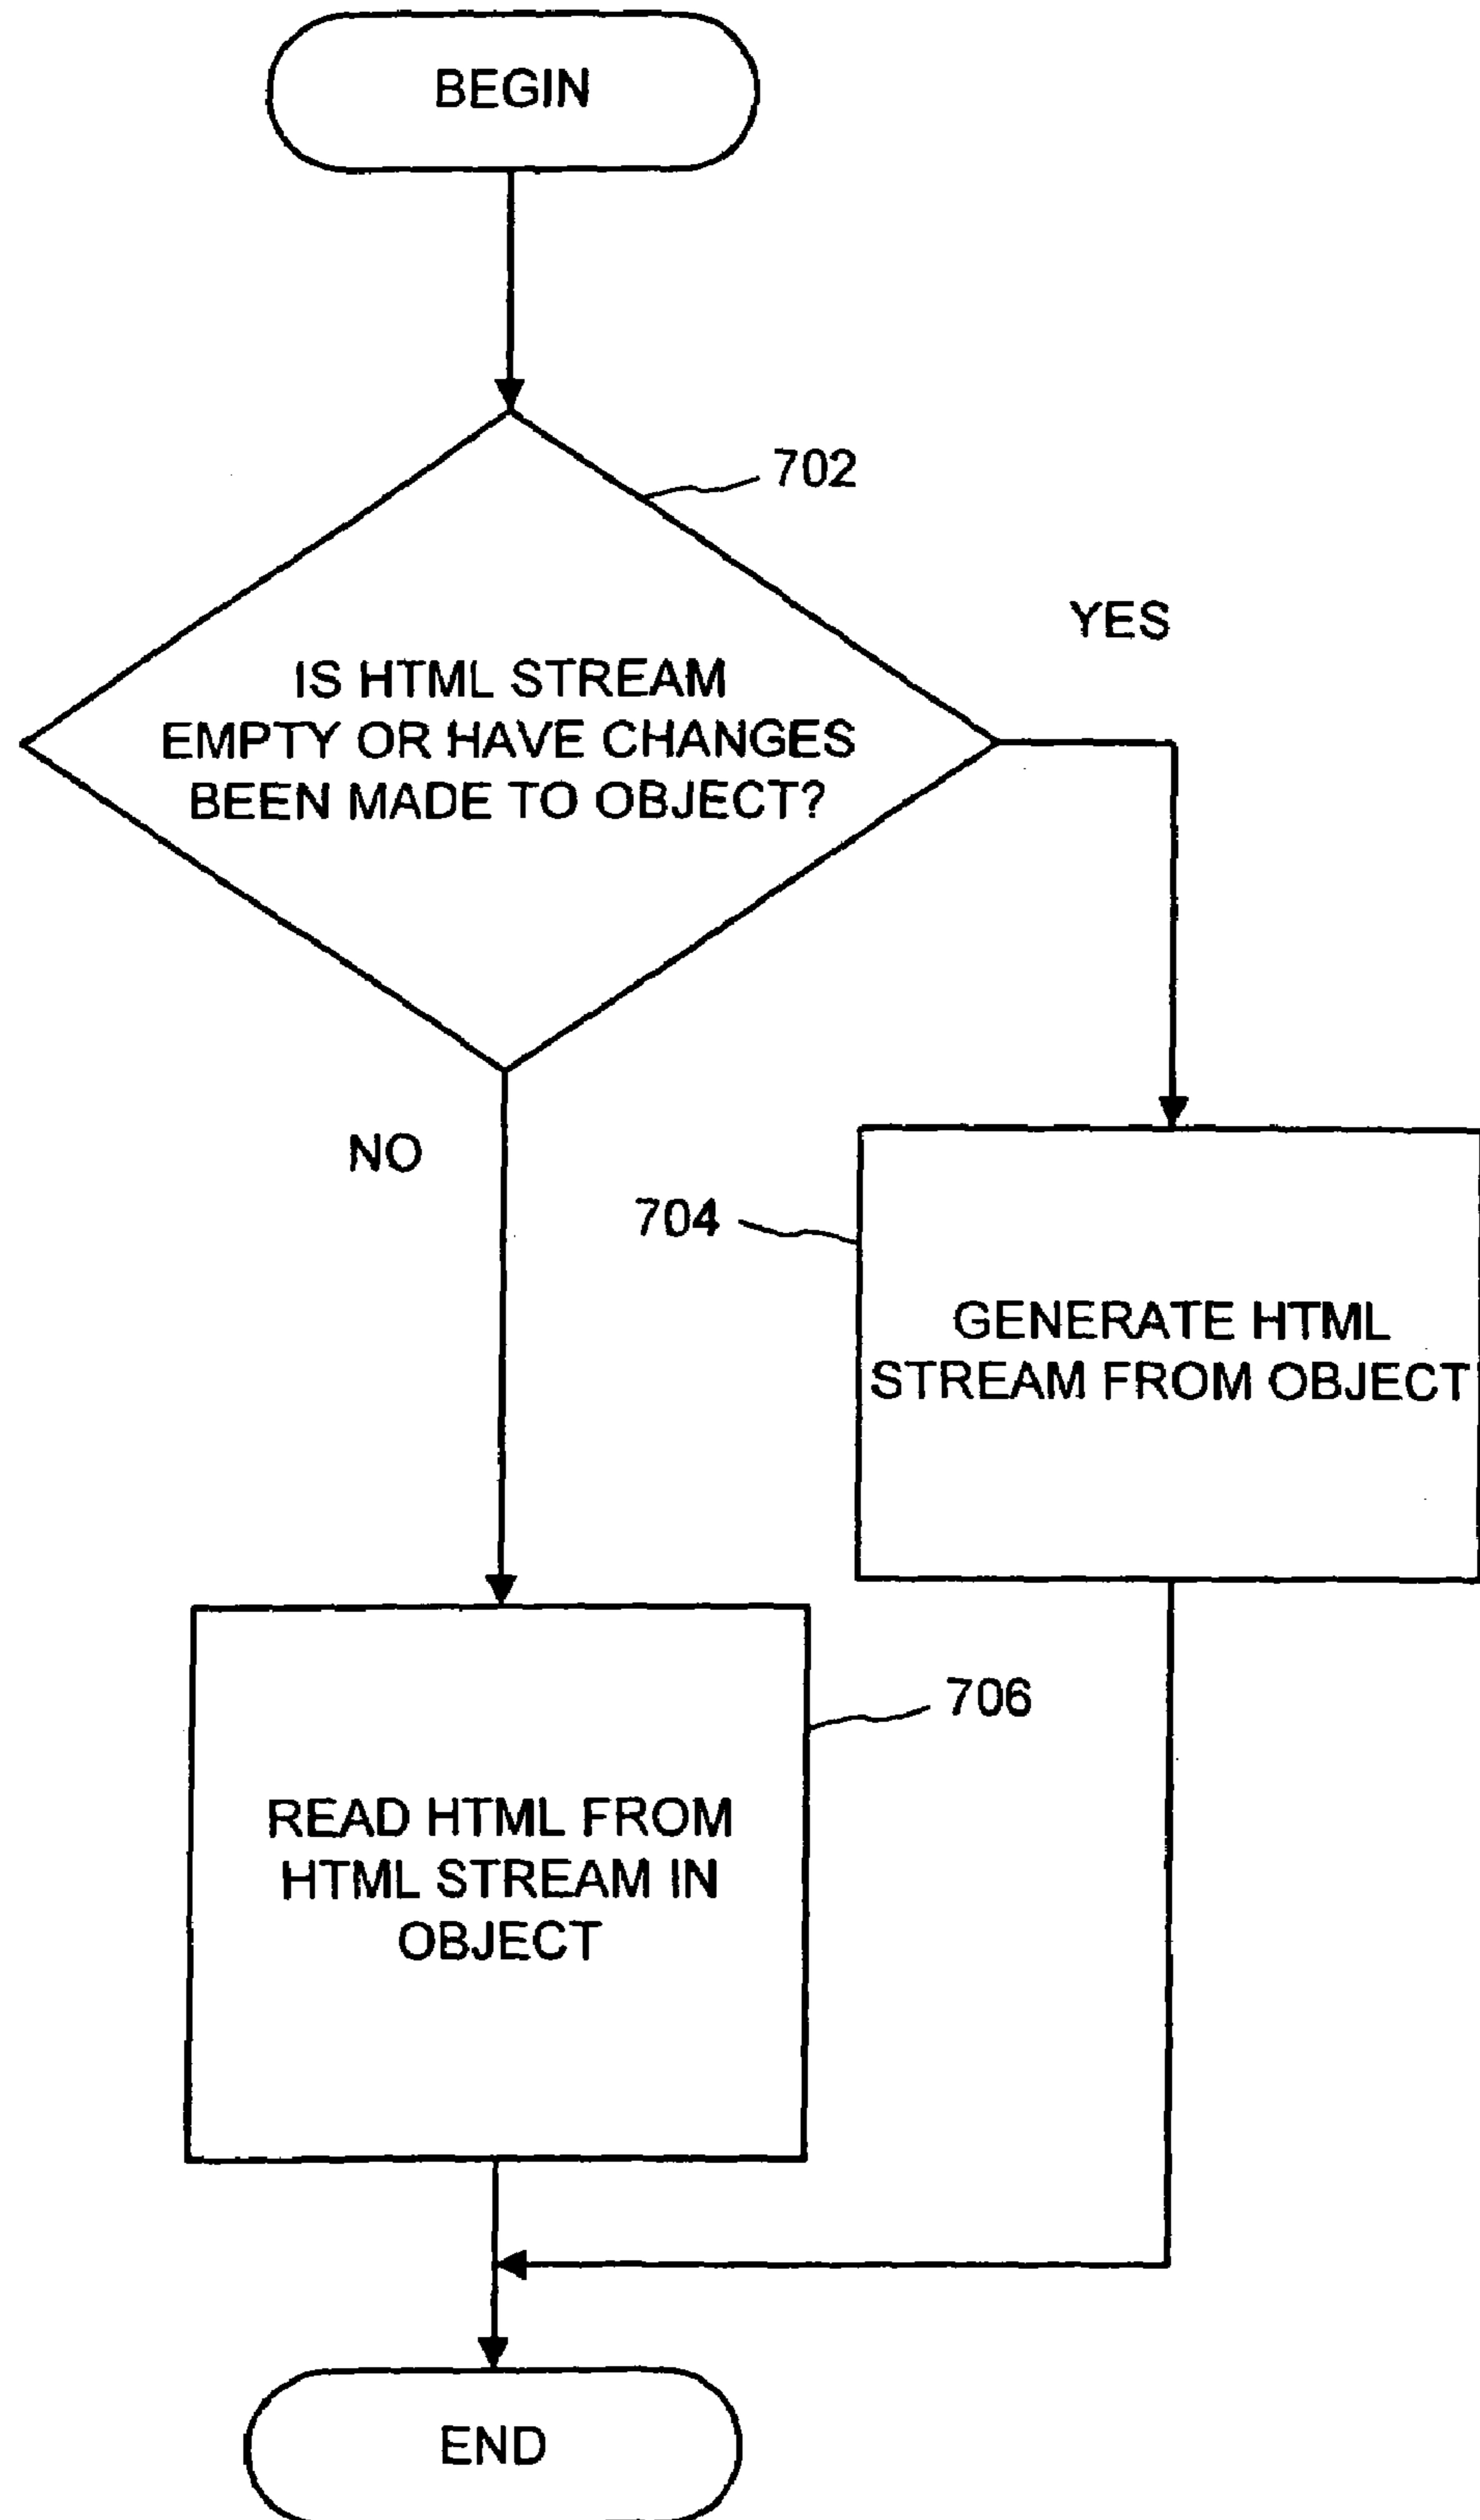 BEGIN
702
YES
IS HTML STREAM
EMPTY OR HAVE CHANGES
BEEN MADE TO OBJECT?
NO
704
GENERATE HTML
STREAM FROM OBJECT
706
READ HTML FROM
HTML STREAM IN
OBJECT
END